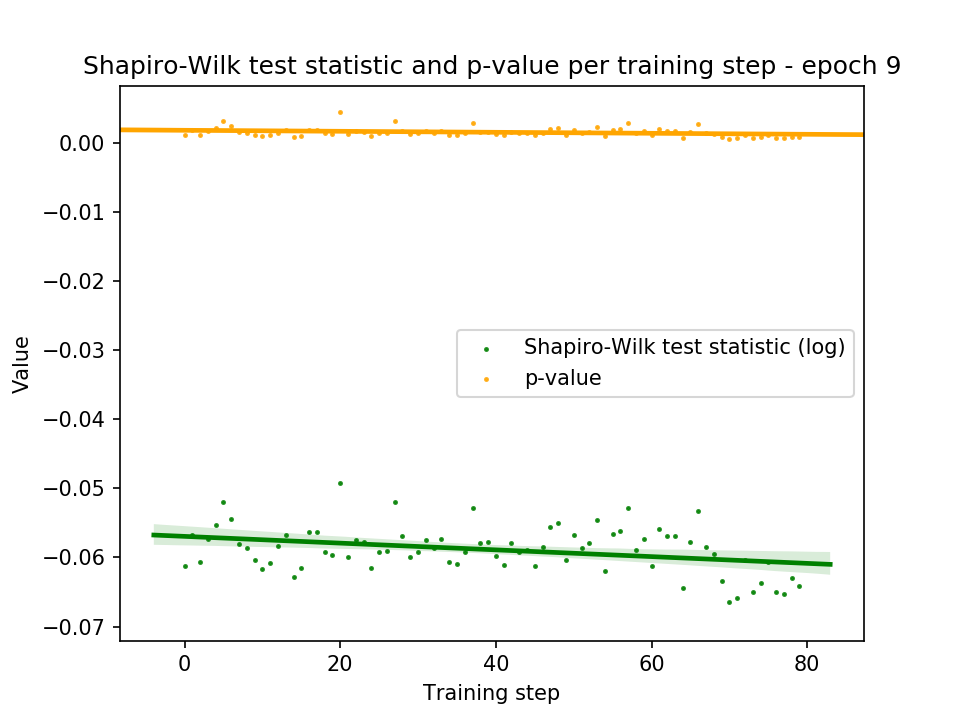 Shapiro-Wilk test statistic and p-value per training step - epoch 9
0.00
−0.01
−0.02
−0.03
−0.04
−0.05
−0.06
−0.07
Value
Shapiro-Wilk test statistic (log)
p-value
0 20 40 60 80
Training step